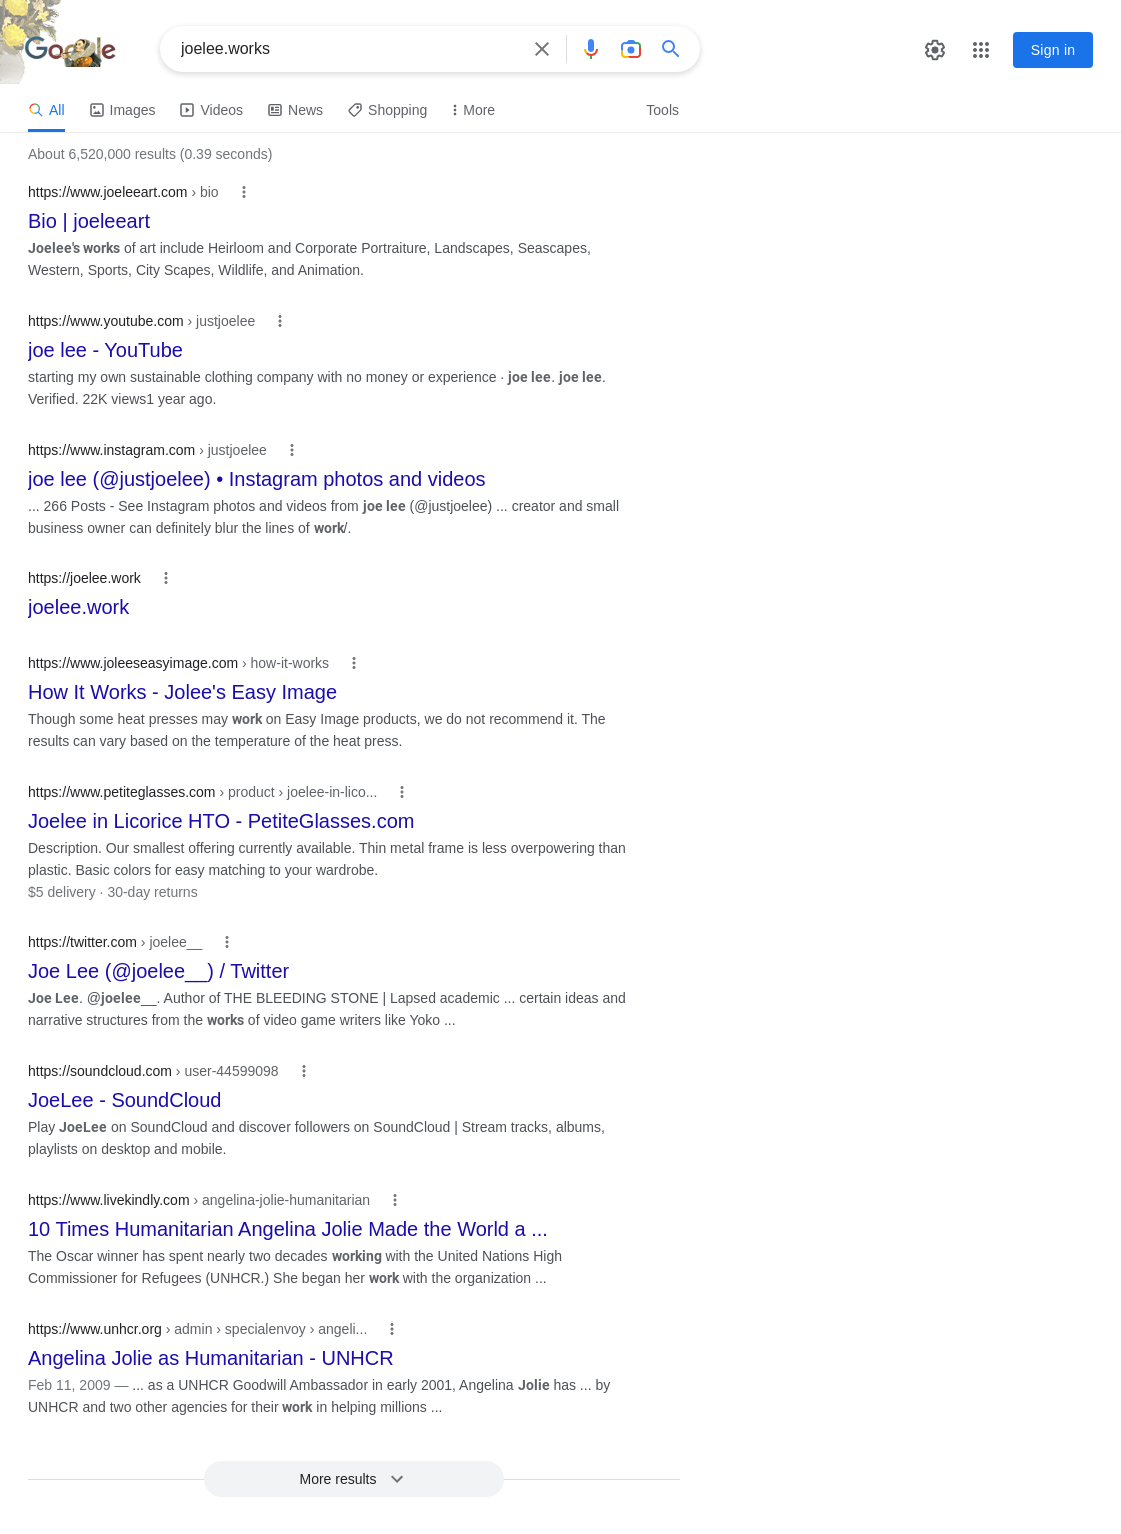 Google
joelee.works
Sign in
All
Images
Videos
News
Shopping
More
Tools
About 6,520,000 results (0.39 seconds)
https://www.joeleeart.com › bio
Bio | joeleeart
Joelee's works of art include Heirloom and Corporate Portraiture, Landscapes, Seascapes,
Western, Sports, City Scapes, Wildlife, and Animation.
https://www.youtube.com › justjoelee
joe lee - YouTube
starting my own sustainable clothing company with no money or experience · joe lee. joe lee.
Verified. 22K views1 year ago.
https://www.instagram.com › justjoelee
joe lee (@justjoelee) • Instagram photos and videos
... 266 Posts - See Instagram photos and videos from joe lee (@justjoelee) ... creator and small
business owner can definitely blur the lines of work/.
https://joelee.work
joelee.work
https://www.joleeseasyimage.com › how-it-works
How It Works - Jolee's Easy Image
Though some heat presses may work on Easy Image products, we do not recommend it. The
results can vary based on the temperature of the heat press.
https://www.petiteglasses.com › product › joelee-in-lico...
Joelee in Licorice HTO - PetiteGlasses.com
Description. Our smallest offering currently available. Thin metal frame is less overpowering than
plastic. Basic colors for easy matching to your wardrobe.
$5 delivery · 30-day returns
https://twitter.com › joelee__
Joe Lee (@joelee__) / Twitter
Joe Lee. @joelee__. Author of THE BLEEDING STONE | Lapsed academic ... certain ideas and
narrative structures from the works of video game writers like Yoko ...
https://soundcloud.com › user-44599098
JoeLee - SoundCloud
Play JoeLee on SoundCloud and discover followers on SoundCloud | Stream tracks, albums,
playlists on desktop and mobile.
https://www.livekindly.com › angelina-jolie-humanitarian
10 Times Humanitarian Angelina Jolie Made the World a ...
The Oscar winner has spent nearly two decades working with the United Nations High
Commissioner for Refugees (UNHCR.) She began her work with the organization ...
https://www.unhcr.org › admin › specialenvoy › angeli...
Angelina Jolie as Humanitarian - UNHCR
Feb 11, 2009 — ... as a UNHCR Goodwill Ambassador in early 2001, Angelina Jolie has ... by
UNHCR and two other agencies for their work in helping millions ...
More results